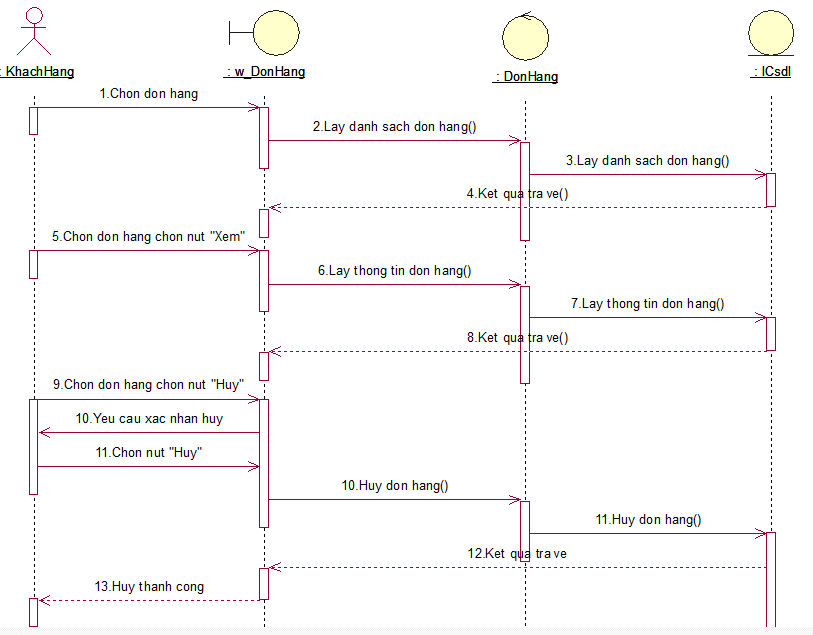 : KhachHang
: w_DonHang
: DonHang
: ICsdl
1.Chon don hang
2.Lay danh sach don hang()
3.Lay danh sach don hang()
4.Ket qua tra ve()
5.Chon don hang chon nut "Xem"
6.Lay thong tin don hang()
7.Lay thong tin don hang()
8.Ket qua tra ve()
9.Chon don hang chon nut "Huy"
10.Yeu cau xac nhan huy
11.Chon nut "Huy"
10.Huy don hang()
11.Huy don hang()
12.Ket qua tra ve
13.Huy thanh cong